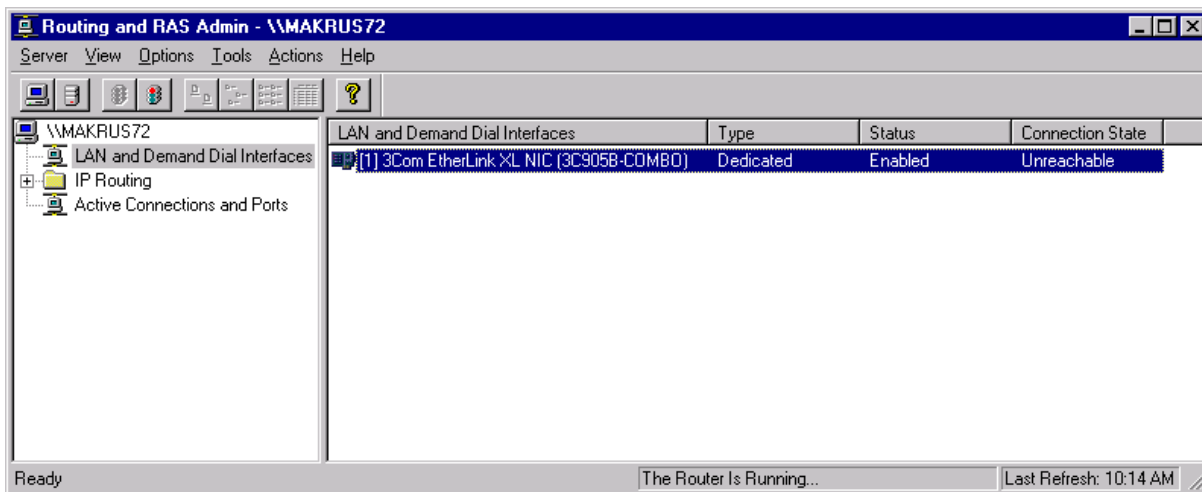 Routing and RAS Admin - \\MAKRUS72
Server View Options Tools Actions Help
\\MAKRUS72
LAN and Demand Dial Interfaces
IP Routing
Active Connections and Ports
LAN and Demand Dial Interfaces Type Status Connection State
[1] 3Com EtherLink XL NIC (3C905B-COMBO) Dedicated Enabled Unreachable
Ready The Router Is Running... Last Refresh: 10:14 AM